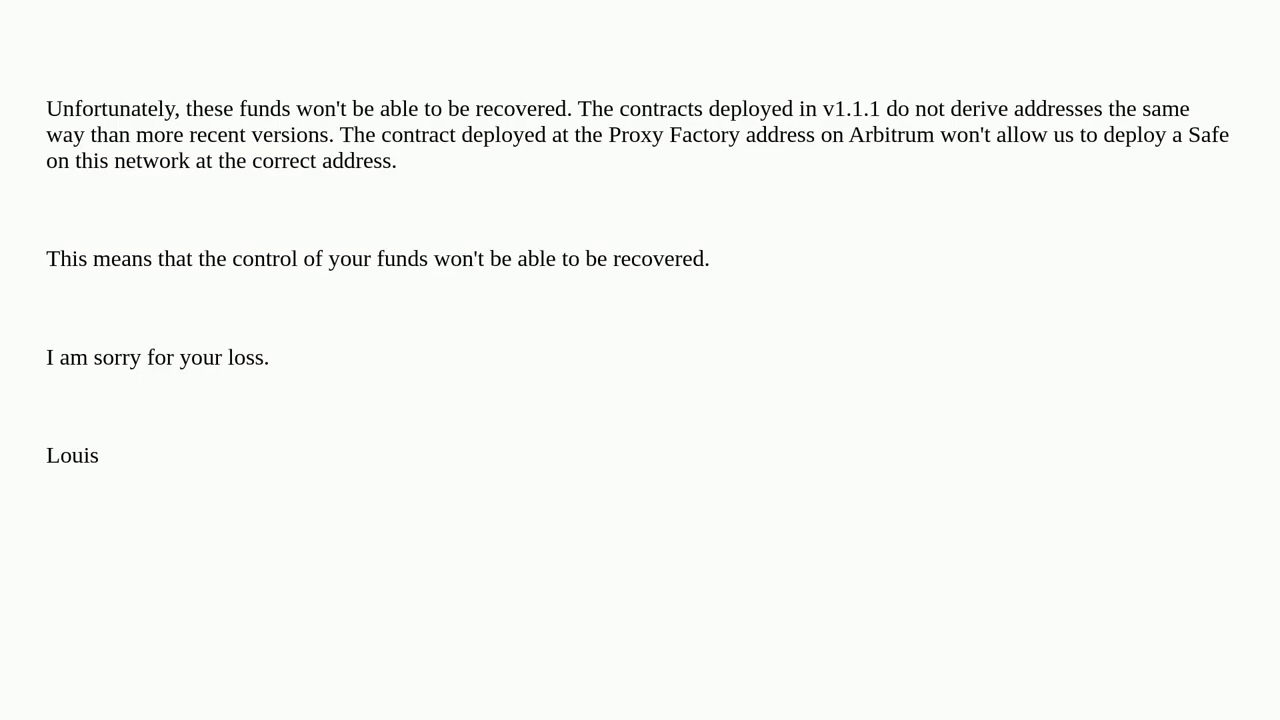 Unfortunately, these funds won't be able to be recovered. The contracts deployed in v1.1.1 do not derive addresses the same
way than more recent versions. The contract deployed at the Proxy Factory address on Arbitrum won't allow us to deploy a Safe
on this network at the correct address.
This means that the control of your funds won't be able to be recovered.
I am sorry for your loss.
Louis